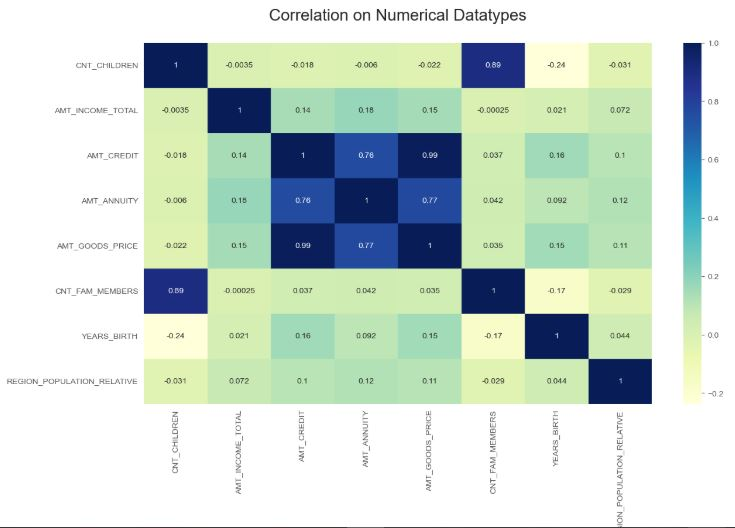 Correlation on Numerical Datatypes
CNT_CHILDREN 1 -0.0035 -0.018 -0.006 -0.022 0.89 -0.24 -0.031
AMT_INCOME_TOTAL -0.0035 1 0.14 0.18 0.15 -0.00025 0.021 0.072
AMT_CREDIT -0.018 0.14 1 0.76 0.99 0.037 0.16 0.1
AMT_ANNUITY -0.006 0.18 0.76 1 0.77 0.042 0.092 0.12
AMT_GOODS_PRICE -0.022 0.15 0.99 0.77 1 0.035 0.15 0.11
CNT_FAM_MEMBERS 0.89 -0.00025 0.037 0.042 0.035 1 -0.17 -0.029
YEARS_BIRTH -0.24 0.021 0.16 0.092 0.15 -0.17 1 0.044
REGION_POPULATION_RELATIVE -0.031 0.072 0.1 0.12 0.11 -0.029 0.044 1
CNT_CHILDREN
AMT_INCOME_TOTAL
AMT_CREDIT
AMT_ANNUITY
AMT_GOODS_PRICE
CNT_FAM_MEMBERS
YEARS_BIRTH
ION_POPULATION_RELATIVE
1.0
0.8
0.6
0.4
0.2
0.0
-0.2